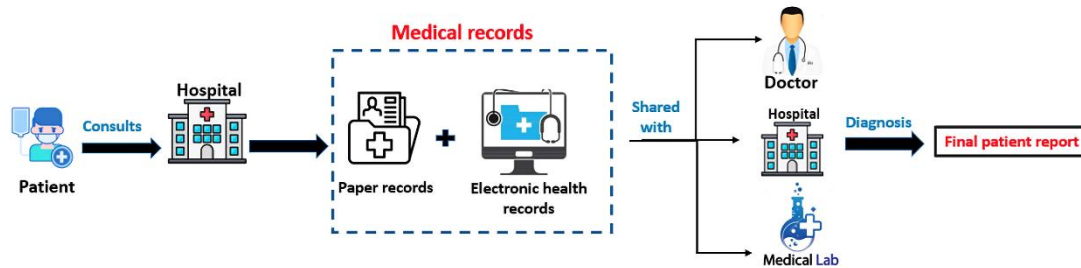 Patient
Consults
Hospital
Medical records
Paper records
Electronic health
records
Shared
with
Doctor
Hospital
Medical Lab
Diagnosis
Final patient report